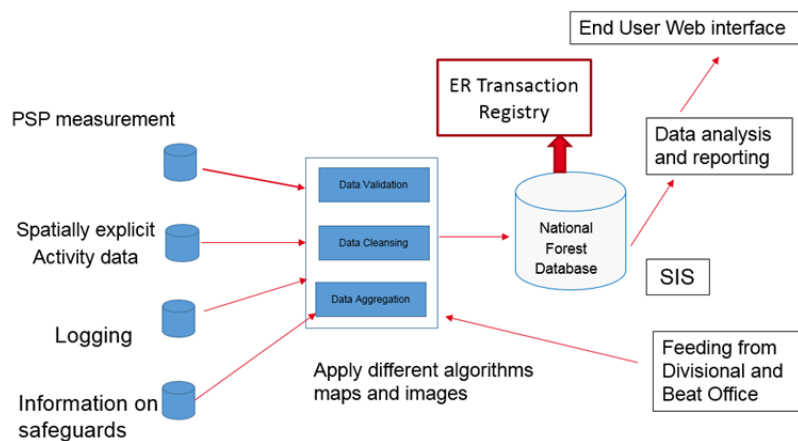 End User Web interface
ER Transaction
Registry
PSP measurement
Data analysis
and reporting
Data Validation
Spatially explicit
Activity data
Data Cleansing
National
Forest
Database
SIS
Data Aggregation
Logging
Feeding from
Divisional and
Beat Office
Apply different algorithms
maps and images
Information on
safeguards